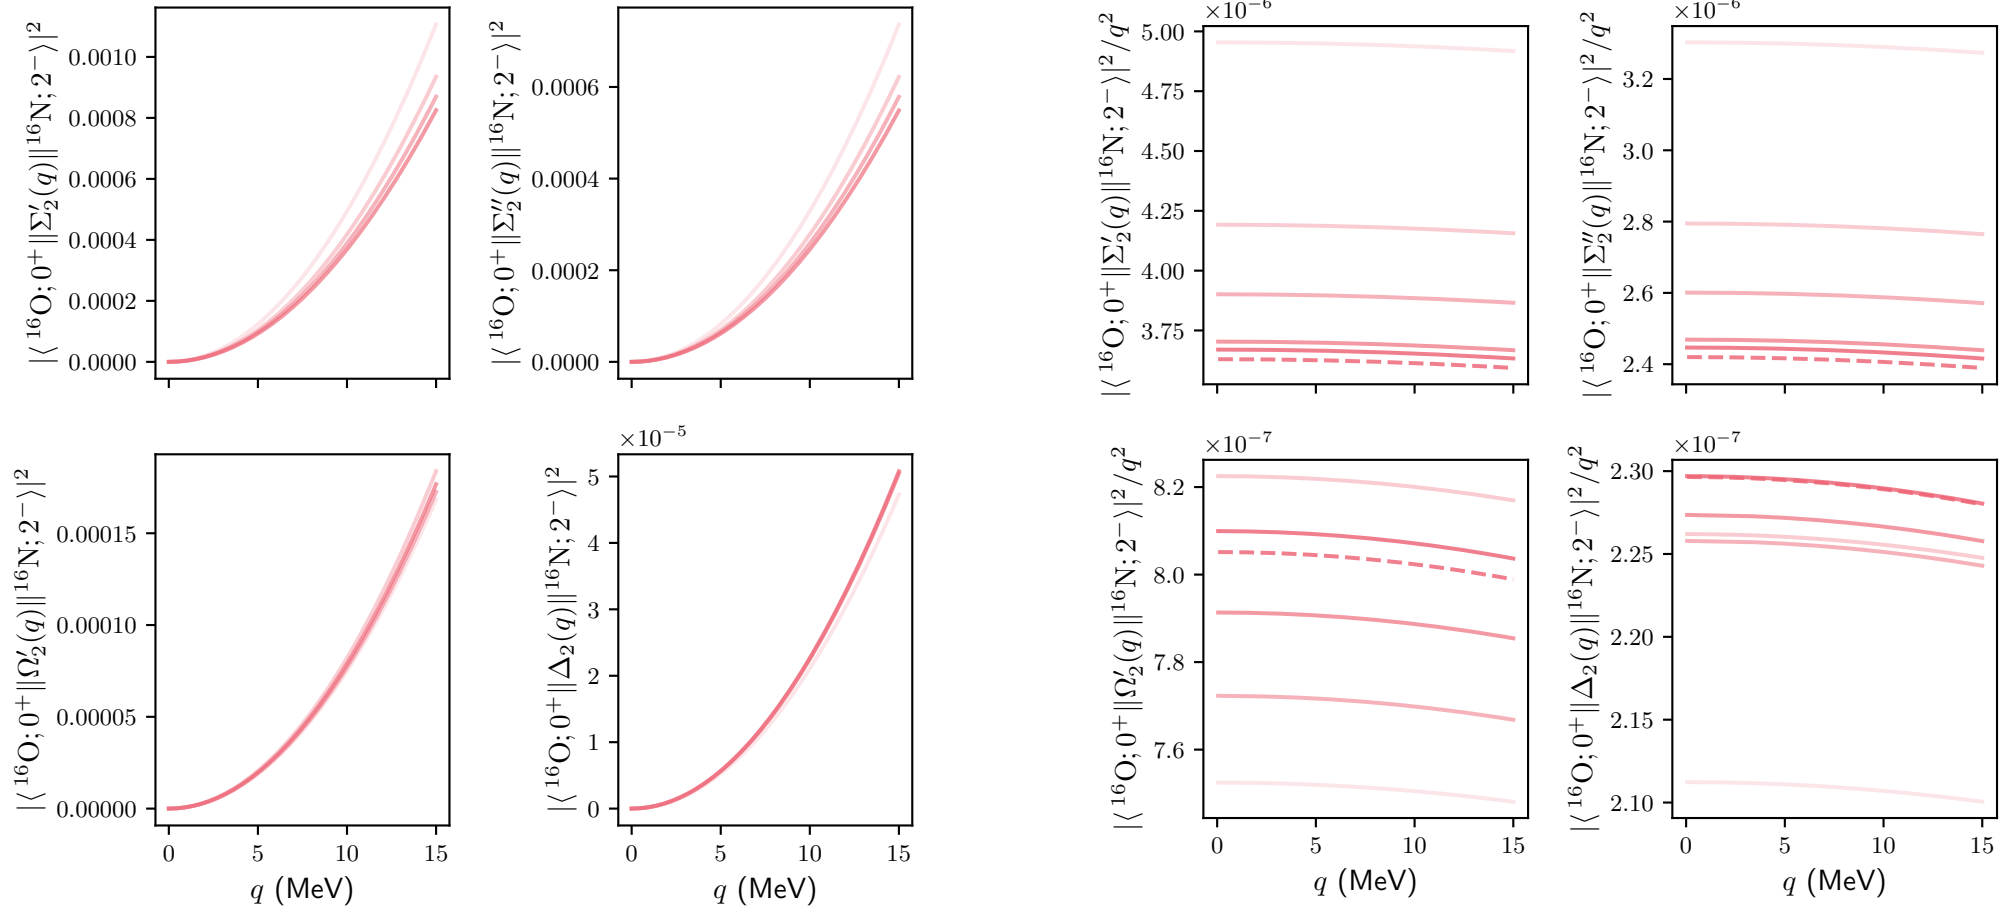 |⟨¹⁶O; 0⁺||Σ′₂(q)||¹⁶N; 2⁻⟩|²
0.0010
0.0008
0.0006
0.0004
0.0002
0.0000
|⟨¹⁶O; 0⁺||Σ″₂(q)||¹⁶N; 2⁻⟩|²
0.0006
0.0004
0.0002
0.0000
|⟨¹⁶O; 0⁺||Ω′₂(q)||¹⁶N; 2⁻⟩|²
0.00015
0.00010
0.00005
0.00000
0 5 10 15
q (MeV)
×10⁻⁵
|⟨¹⁶O; 0⁺||Δ₂(q)||¹⁶N; 2⁻⟩|²
5
4
3
2
1
0
0 5 10 15
q (MeV)
×10⁻⁶
|⟨¹⁶O; 0⁺||Σ′₂(q)||¹⁶N; 2⁻⟩|²/q²
5.00
4.75
4.50
4.25
4.00
3.75
×10⁻⁶
|⟨¹⁶O; 0⁺||Σ″₂(q)||¹⁶N; 2⁻⟩|²/q²
3.2
3.0
2.8
2.6
2.4
×10⁻⁷
|⟨¹⁶O; 0⁺||Ω′₂(q)||¹⁶N; 2⁻⟩|²/q²
8.2
8.0
7.8
7.6
0 5 10 15
q (MeV)
×10⁻⁷
|⟨¹⁶O; 0⁺||Δ₂(q)||¹⁶N; 2⁻⟩|²/q²
2.30
2.25
2.20
2.15
2.10
0 5 10 15
q (MeV)